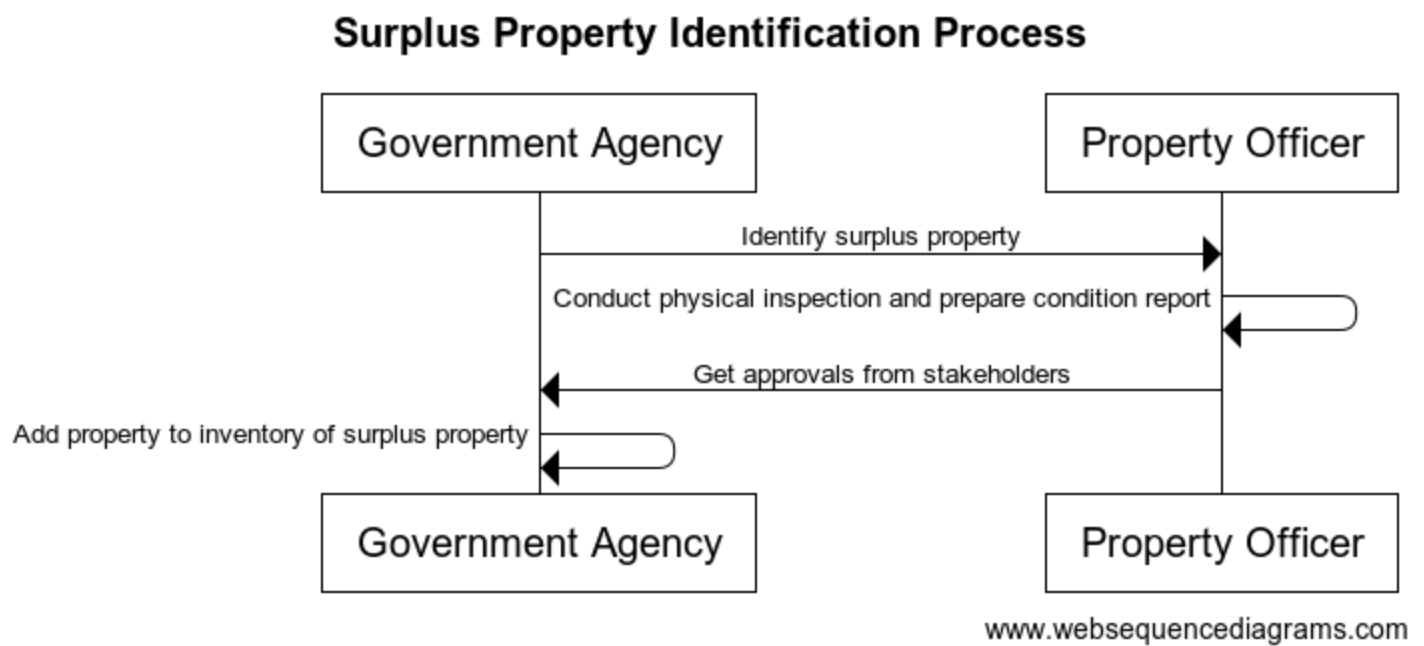 Surplus Property Identification Process
Government Agency
Property Officer
Identify surplus property
Conduct physical inspection and prepare condition report
Get approvals from stakeholders
Add property to inventory of surplus property
Government Agency
Property Officer
www.websequencediagrams.com